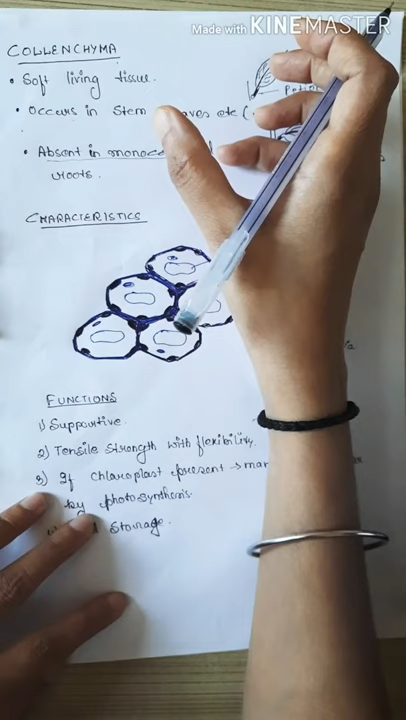 Made with KINEMASTER
COLLENCHYMA
• Soft living tissue.
• Occurs in Stem etc (
• Absent in
roots.
CHARACTERISTICS
FUNCTIONS
1) Supportive.
2) Tensile Strength with flexibility.
3) If Chloroplast present →
by photosynthesis.
Storage.